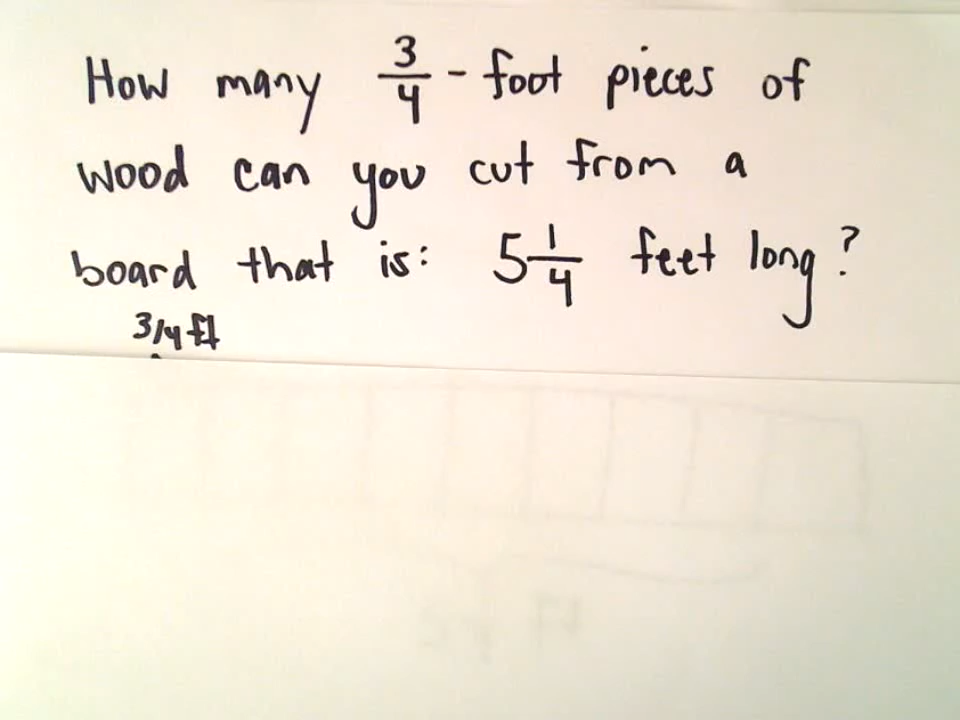 How many 3/4 - foot pieces of
wood can you cut from a
board that is: 5 1/4 feet long?
3/4 ft